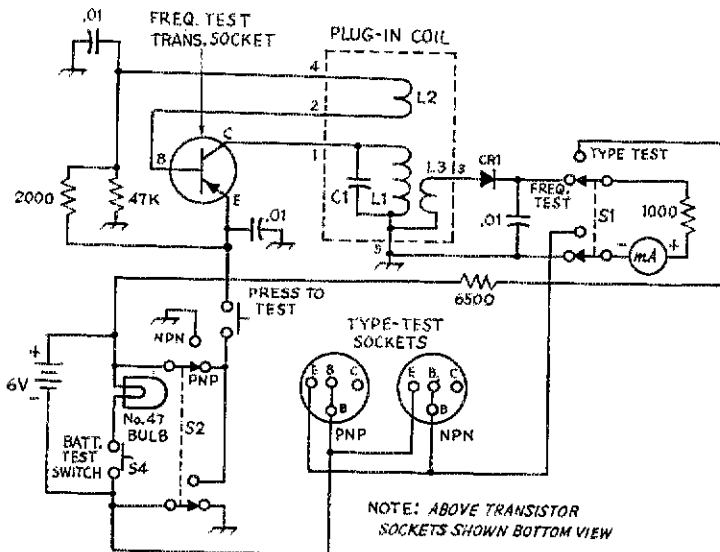 FREQ. TEST
TRANS. SOCKET
PLUG-IN COIL
.01
4
2
L2
C
B
E
1
C1
L1
L3
3
CR1
TYPE TEST
FREQ.
TEST
S1
1000
2000
47K
.01
.01
5
- mA +
6500
PRESS TO
TEST
NPN
PNP
TYPE-TEST
SOCKETS
E B C
B
PNP
E B C
B
NPN
+
6V
-
No. 47
BULB
BATT.
TEST
SWITCH
S4
S2
NOTE: ABOVE TRANSISTOR
SOCKETS SHOWN BOTTOM VIEW